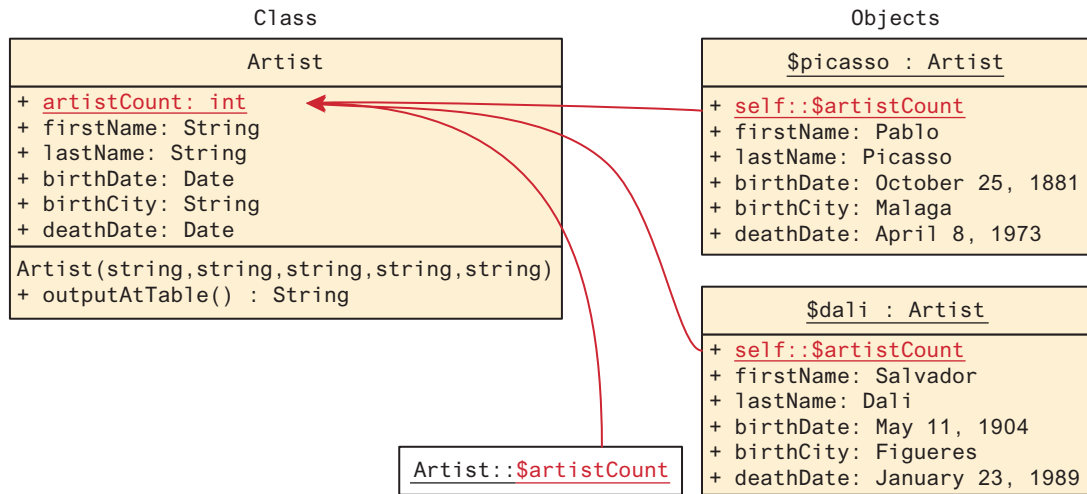 Class
Artist
+ artistCount: int
+ firstName: String
+ lastName: String
+ birthDate: Date
+ birthCity: String
+ deathDate: Date
Artist(string,string,string,string,string)
+ outputAtTable() : String
Artist::$artistCount
Objects
$picasso : Artist
+ self::$artistCount
+ firstName: Pablo
+ lastName: Picasso
+ birthDate: October 25, 1881
+ birthCity: Malaga
+ deathDate: April 8, 1973
$dali : Artist
+ self::$artistCount
+ firstName: Salvador
+ lastName: Dali
+ birthDate: May 11, 1904
+ birthCity: Figueres
+ deathDate: January 23, 1989